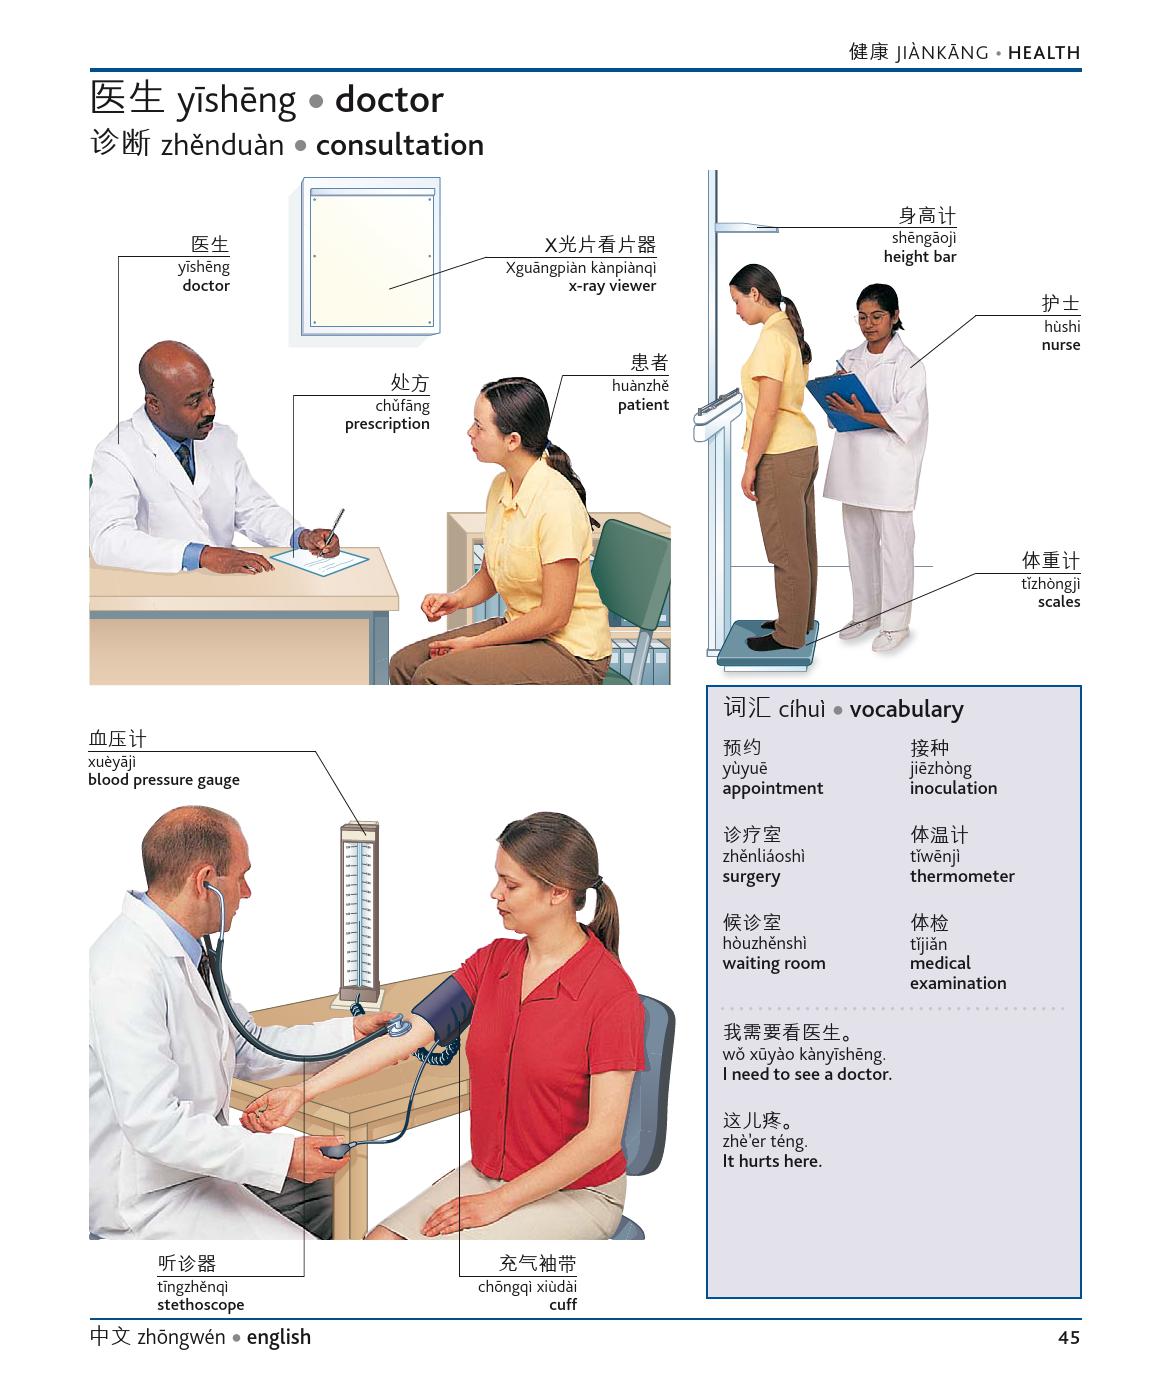 健康 JIÀNKĀNG • HEALTH
医生 yīshēng • doctor
诊断 zhěnduàn • consultation
医生
yīshēng
doctor
X光片看片器
Xguāngpiàn kànpiànqì
x-ray viewer
处方
chǔfāng
prescription
患者
huànzhě
patient
身高计
shēngāojì
height bar
护士
hùshi
nurse
体重计
tǐzhòngjì
scales
血压计
xuèyājì
blood pressure gauge
听诊器
tīngzhěnqì
stethoscope
充气袖带
chōngqì xiùdài
cuff
词汇 cíhuì • vocabulary
预约
yùyuē
appointment
诊疗室
zhěnliáoshì
surgery
候诊室
hòuzhěnshì
waiting room
接种
jiēzhòng
inoculation
体温计
tǐwēnjì
thermometer
体检
tǐjiǎn
medical
examination
我需要看医生。
wǒ xūyào kànyīshēng.
I need to see a doctor.
这儿疼。
zhè'er téng.
It hurts here.
中文 zhōngwén • english
45